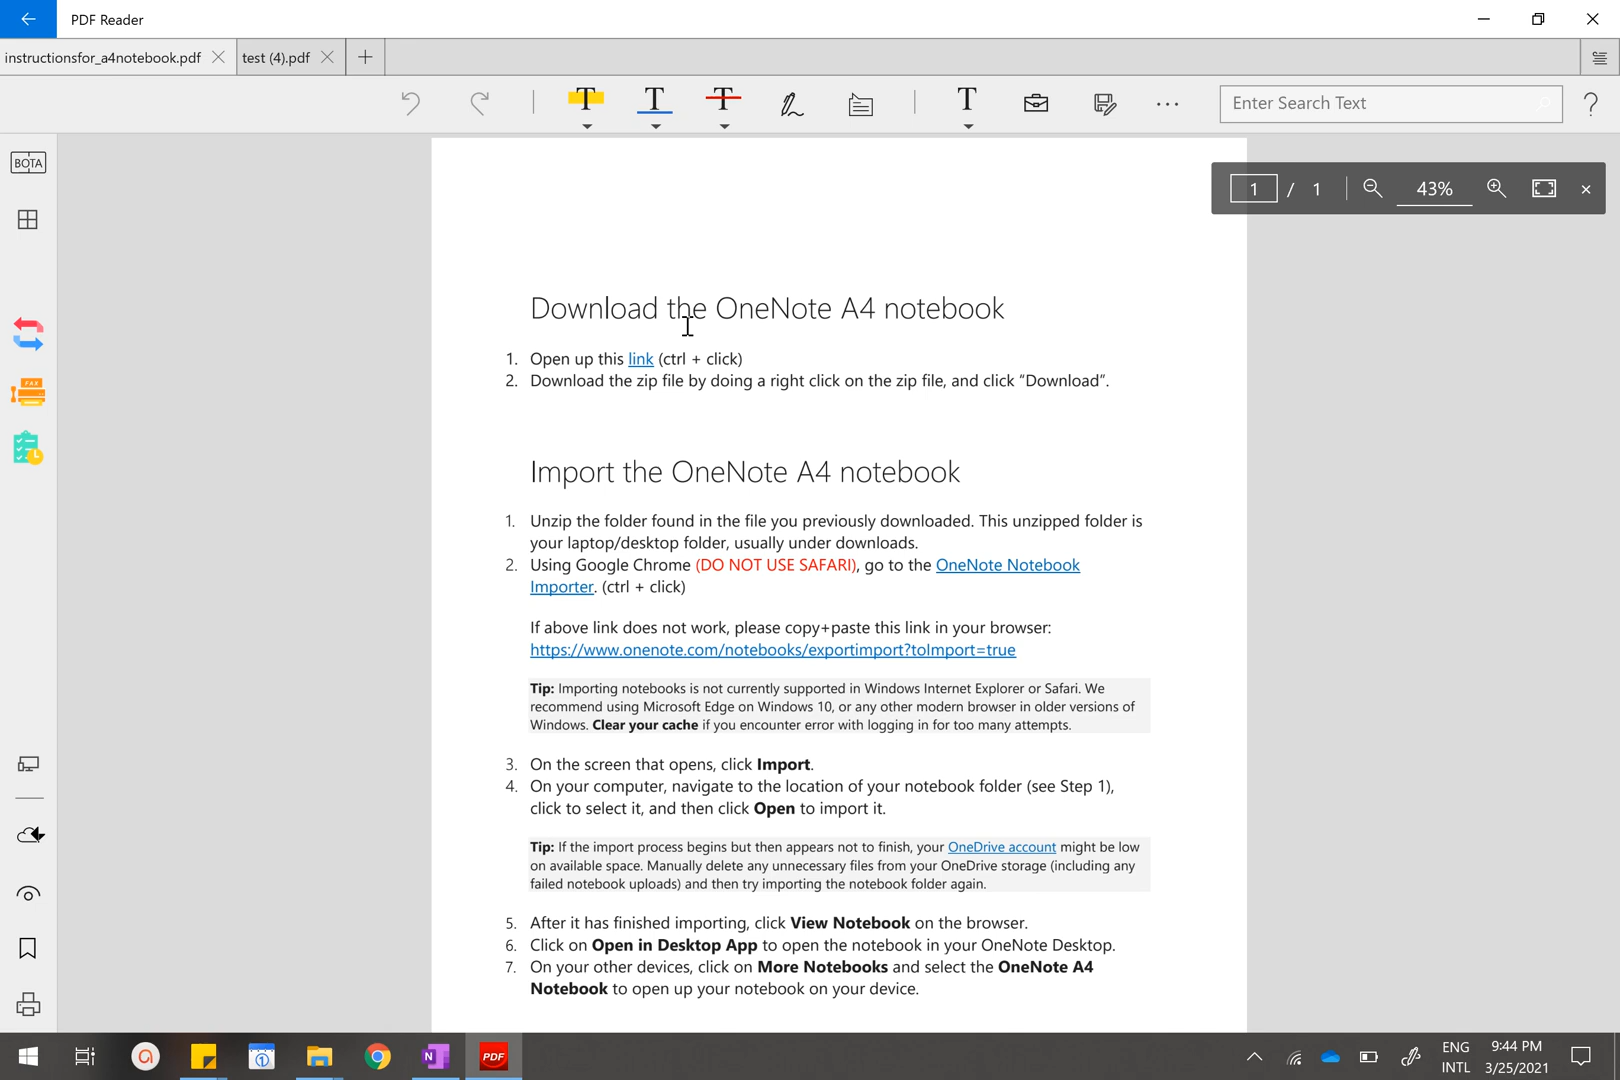 PDF Reader
instructionsfor_a4notebook.pdf
test (4).pdf
T
T
T
T
Enter Search Text
?
BOTA
1 / 1
43%
FAX
Download the OneNote A4 notebook
1. Open up this link (ctrl + click)
2. Download the zip file by doing a right click on the zip file, and click “Download”.
Import the OneNote A4 notebook
1. Unzip the folder found in the file you previously downloaded. This unzipped folder is
your laptop/desktop folder, usually under downloads.
2. Using Google Chrome (DO NOT USE SAFARI), go to the OneNote Notebook
Importer. (ctrl + click)
If above link does not work, please copy+paste this link in your browser:
https://www.onenote.com/notebooks/exportimport?toImport=true
Tip: Importing notebooks is not currently supported in Windows Internet Explorer or Safari. We
recommend using Microsoft Edge on Windows 10, or any other modern browser in older versions of
Windows. Clear your cache if you encounter error with logging in for too many attempts.
3. On the screen that opens, click Import.
4. On your computer, navigate to the location of your notebook folder (see Step 1),
click to select it, and then click Open to import it.
Tip: If the import process begins but then appears not to finish, your OneDrive account might be low
on available space. Manually delete any unnecessary files from your OneDrive storage (including any
failed notebook uploads) and then try importing the notebook folder again.
5. After it has finished importing, click View Notebook on the browser.
6. Click on Open in Desktop App to open the notebook in your OneNote Desktop.
7. On your other devices, click on More Notebooks and select the OneNote A4
Notebook to open up your notebook on your device.
N
PDF
ENG
INTL
9:44 PM
3/25/2021